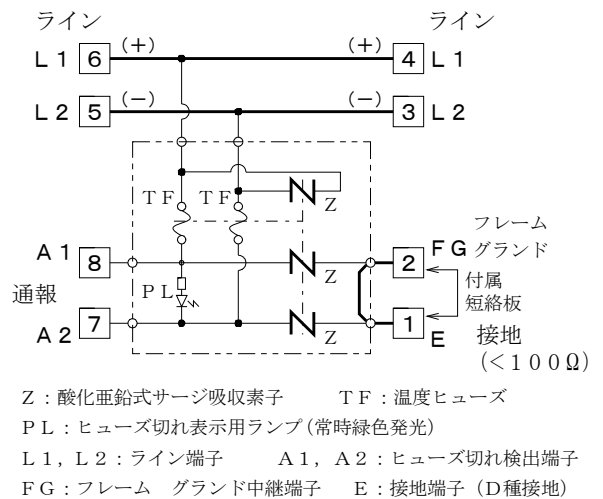 ライン ライン
L1 6 (+) (+) 4 L1
L2 5 (−) (−) 3 L2
TF TF Z
フレーム
A1 8 Z 2 FG グランド
通報 PL 付属
短絡板
A2 7 Z 1 E 接地
(<100Ω)
Z：酸化亜鉛式サージ吸収素子 TF：温度ヒューズ
PL：ヒューズ切れ表示用ランプ(常時緑色発光)
L1，L2：ライン端子 A1，A2：ヒューズ切れ検出端子
FG：フレーム グランド中継端子 E：接地端子（D種接地）